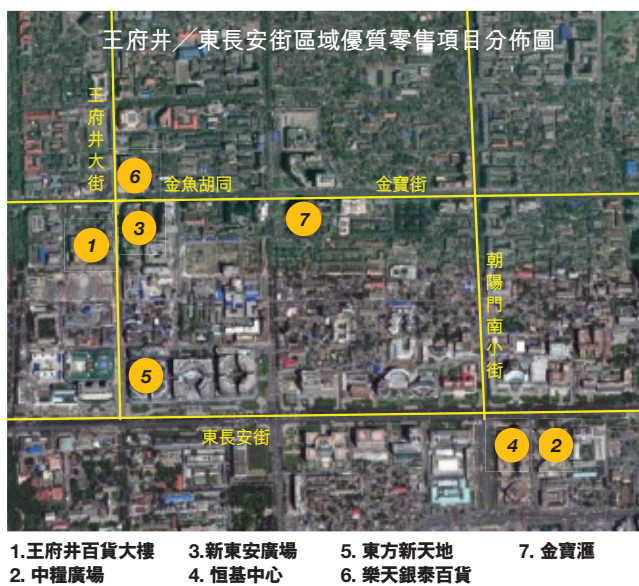 王府井／東長安街區域優質零售項目分佈圖
王府井大街
6
金魚胡同
金寶街
1
3
7
朝陽門南小街
5
東長安街
4
2
1.王府井百貨大樓 3.新東安廣場 5. 東方新天地 7. 金寶滙
2. 中糧廣場 4. 恒基中心 6. 樂天銀泰百貨